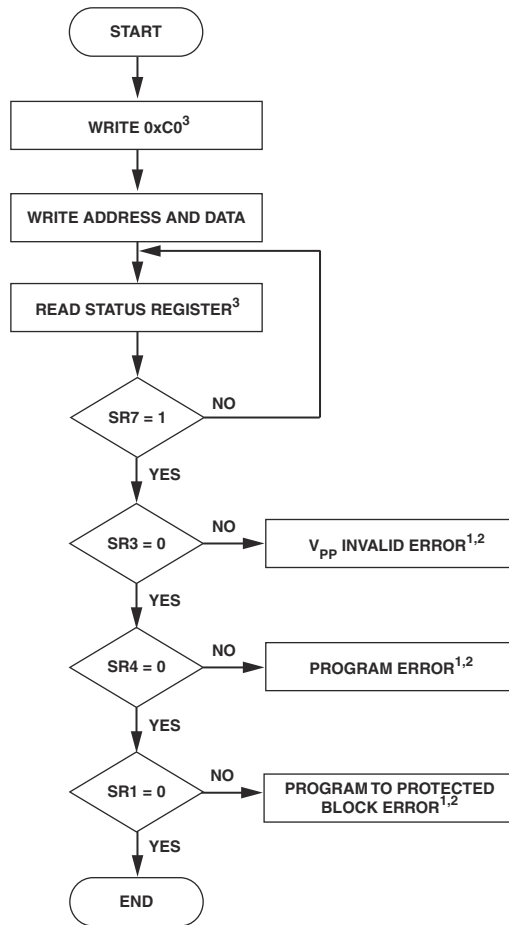 START
WRITE 0xC0³
WRITE ADDRESS AND DATA
READ STATUS REGISTER³
SR7 = 1
NO
YES
SR3 = 0
NO
V_PP INVALID ERROR¹,²
YES
SR4 = 0
NO
PROGRAM ERROR¹,²
YES
SR1 = 0
NO
PROGRAM TO PROTECTED
BLOCK ERROR¹,²
YES
END